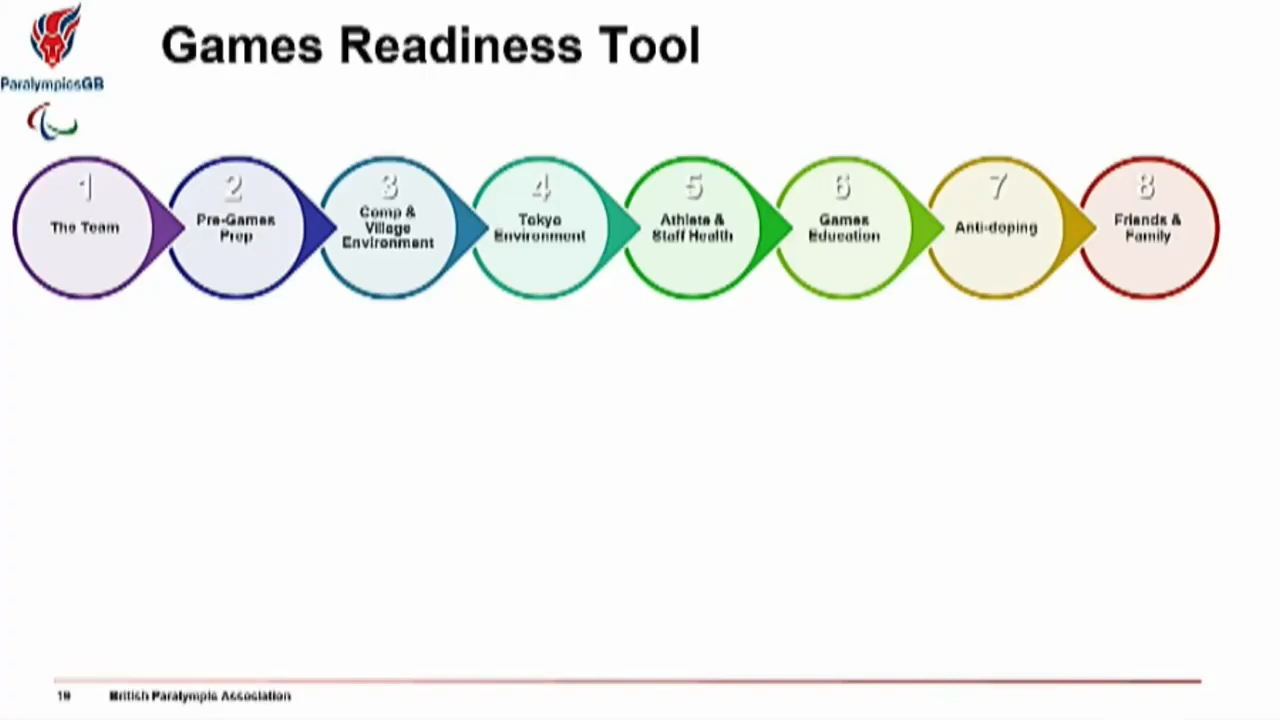 Games Readiness Tool
ParalympicsGB
1
The Team
2
Pre-Games
Prep
3
Comp &
Village
Environment
4
Tokyo
Environment
5
Athlete &
Staff Health
6
Games
Education
7
Anti-doping
8
Friends &
Family
19
British Paralympic Association